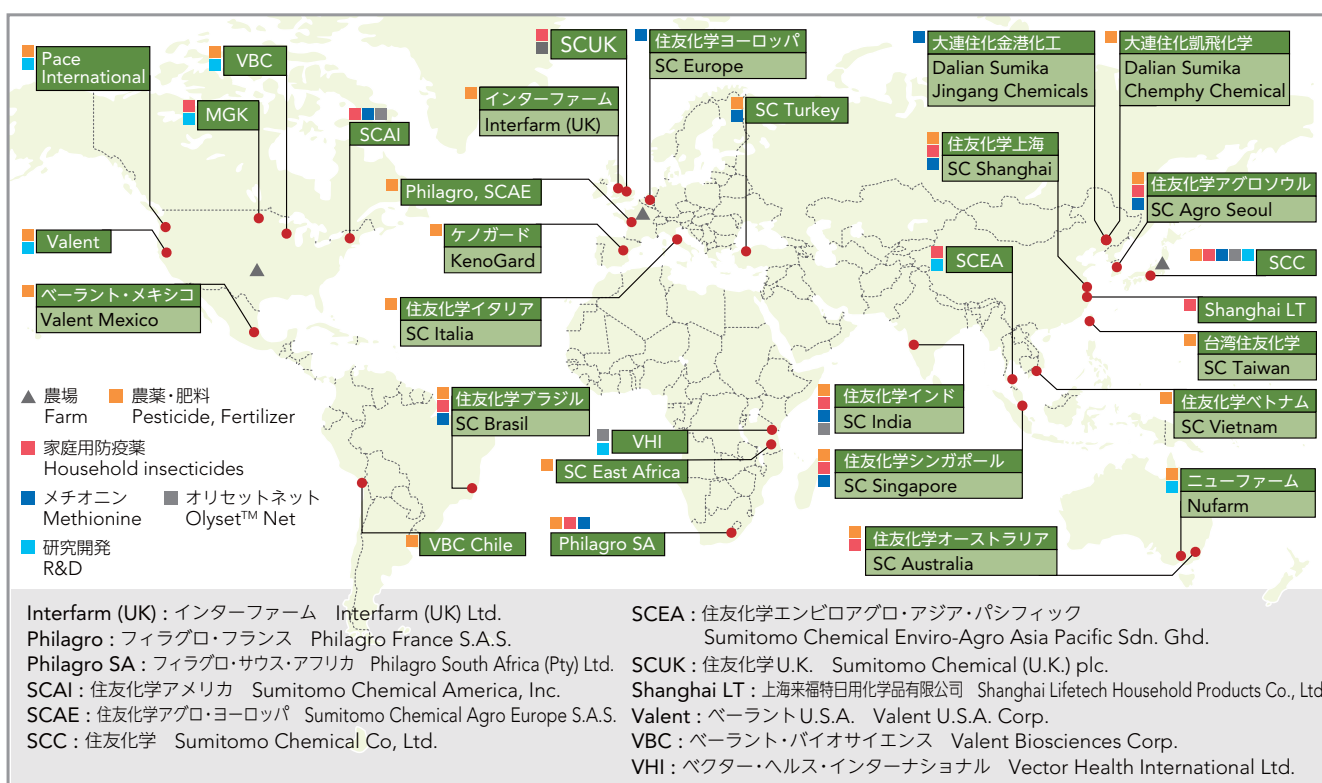 Pace
International
VBC
MGK
SCAI
Valent
ベーラント・メキシコ
Valent Mexico
SCUK
住友化学ヨーロッパ
SC Europe
インターファーム
Interfarm (UK)
SC Turkey
Philagro, SCAE
ケノガード
KenoGard
住友化学イタリア
SC Italia
大連住化金港化工
Dalian Sumika
Jingang Chemicals
大連住化凱飛化学
Dalian Sumika
Chemphy Chemical
住友化学上海
SC Shanghai
住友化学アグロソウル
SC Agro Seoul
SCEA
SCC
Shanghai LT
台湾住友化学
SC Taiwan
住友化学ベトナム
SC Vietnam
住友化学ブラジル
SC Brasil
VHI
SC East Africa
住友化学インド
SC India
住友化学シンガポール
SC Singapore
ニューファーム
Nufarm
VBC Chile
Philagro SA
住友化学オーストラリア
SC Australia
農場
Farm
農薬・肥料
Pesticide, Fertilizer
家庭用防疫薬
Household insecticides
メチオニン
Methionine
オリセットネット
Olyset™ Net
研究開発
R&D
Interfarm (UK) : インターファーム Interfarm (UK) Ltd.
Philagro : フィラグロ・フランス Philagro France S.A.S.
Philagro SA : フィラグロ・サウス・アフリカ Philagro South Africa (Pty) Ltd.
SCAI : 住友化学アメリカ Sumitomo Chemical America, Inc.
SCAE : 住友化学アグロ・ヨーロッパ Sumitomo Chemical Agro Europe S.A.S.
SCC : 住友化学 Sumitomo Chemical Co, Ltd.
SCEA : 住友化学エンビロアグロ・アジア・パシフィック
Sumitomo Chemical Enviro-Agro Asia Pacific Sdn. Ghd.
SCUK : 住友化学U.K. Sumitomo Chemical (U.K.) plc.
Shanghai LT : 上海来福特日用化学品有限公司 Shanghai Lifetech Household Products Co., Ltd
Valent : ベーラントU.S.A. Valent U.S.A. Corp.
VBC : ベーラント・バイオサイエンス Valent Biosciences Corp.
VHI : ベクター・ヘルス・インターナショナル Vector Health International Ltd.